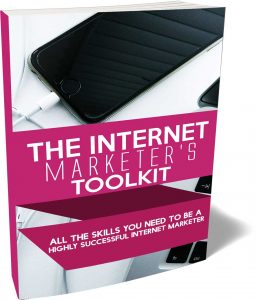 THE INTERNET
MARKETER'S
TOOLKIT
ALL THE SKILLS YOU NEED TO BE A
HIGHLY SUCCESSFUL INTERNET MARKETER